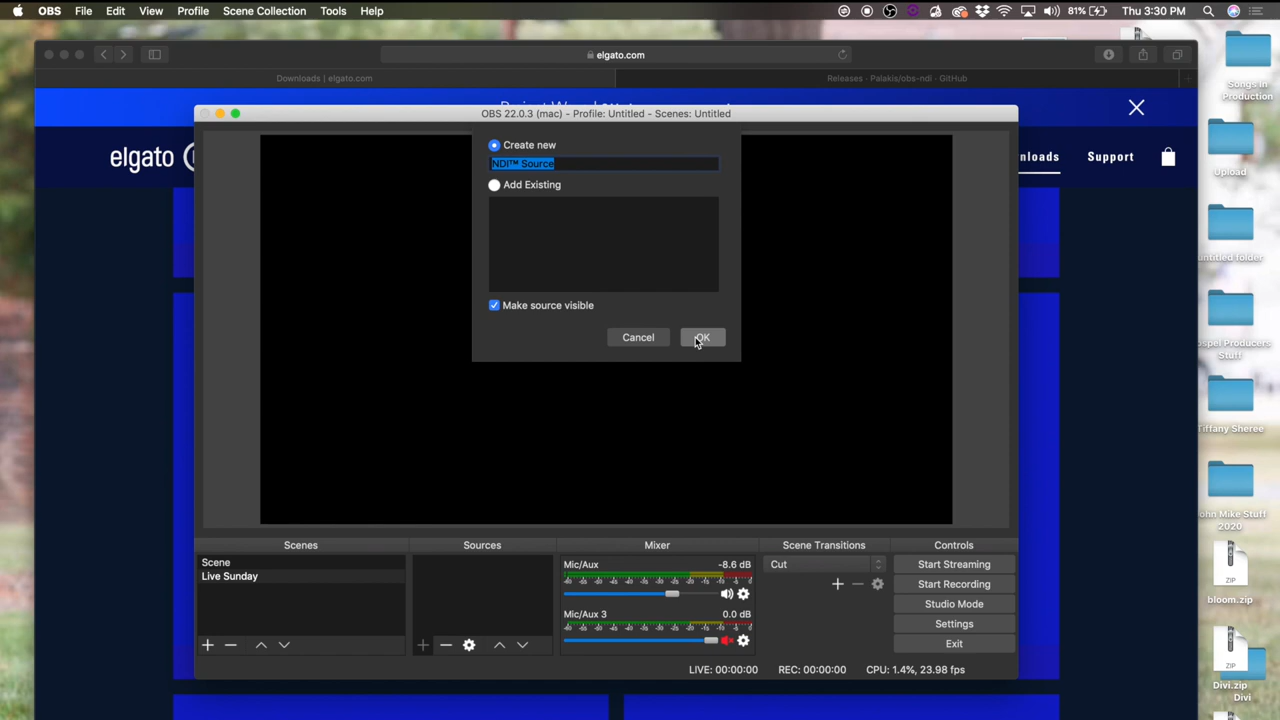 OBS File Edit View Profile Scene Collection Tools Help 81% Thu 3:30 PM
elgato.com
Downloads | elgato.com Releases · Palakis/obs-ndi · GitHub
OBS 22.0.3 (mac) - Profile: Untitled - Scenes: Untitled
elgato
nloads Support
Create new
NDI™ Source
Add Existing
Make source visible
Cancel OK
Scenes Sources Mixer Scene Transitions Controls
Scene
Live Sunday
Mic/Aux -8.6 dB
Mic/Aux 3 0.0 dB
Cut
Start Streaming
Start Recording
Studio Mode
Settings
Exit
LIVE: 00:00:00 REC: 00:00:00 CPU: 1.4%, 23.98 fps
Songs in
Production
Upload
untitled folder
ospel Producers
Stuff
Tiffany Sheree
ohn Mike Stuff
2020
ZIP
bloom.zip
ZIP
Divi.zip
Divi